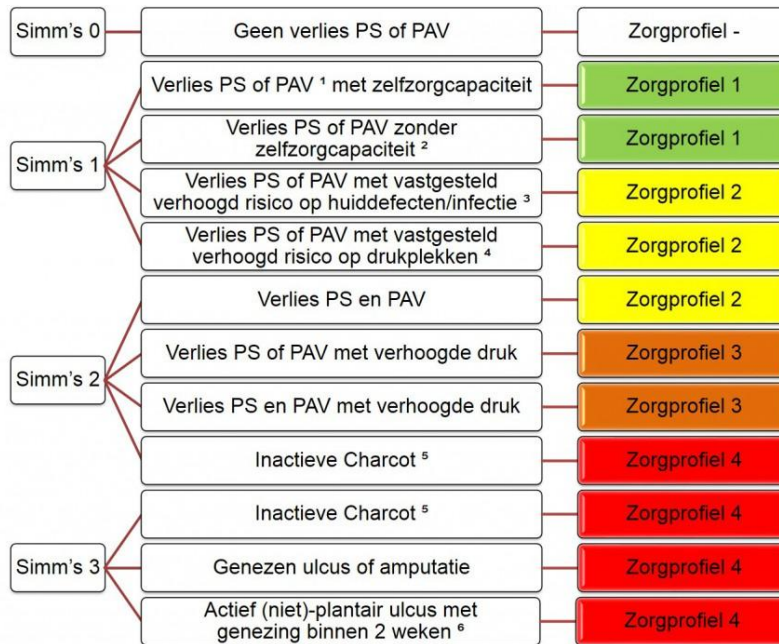 Simm's 0
Geen verlies PS of PAV
Zorgprofiel -
Simm's 1
Verlies PS of PAV ¹ met zelfzorgcapaciteit
Zorgprofiel 1
Verlies PS of PAV zonder
zelfzorgcapaciteit ²
Zorgprofiel 1
Verlies PS of PAV met vastgesteld
verhoogd risico op huiddefecten/infectie ³
Zorgprofiel 2
Verlies PS of PAV met vastgesteld
verhoogd risico op drukplekken ⁴
Zorgprofiel 2
Simm's 2
Verlies PS en PAV
Zorgprofiel 2
Verlies PS of PAV met verhoogde druk
Zorgprofiel 3
Verlies PS en PAV met verhoogde druk
Zorgprofiel 3
Inactieve Charcot ⁵
Zorgprofiel 4
Simm's 3
Inactieve Charcot ⁵
Zorgprofiel 4
Genezen ulcus of amputatie
Zorgprofiel 4
Actief (niet)-plantair ulcus met
genezing binnen 2 weken ⁶
Zorgprofiel 4